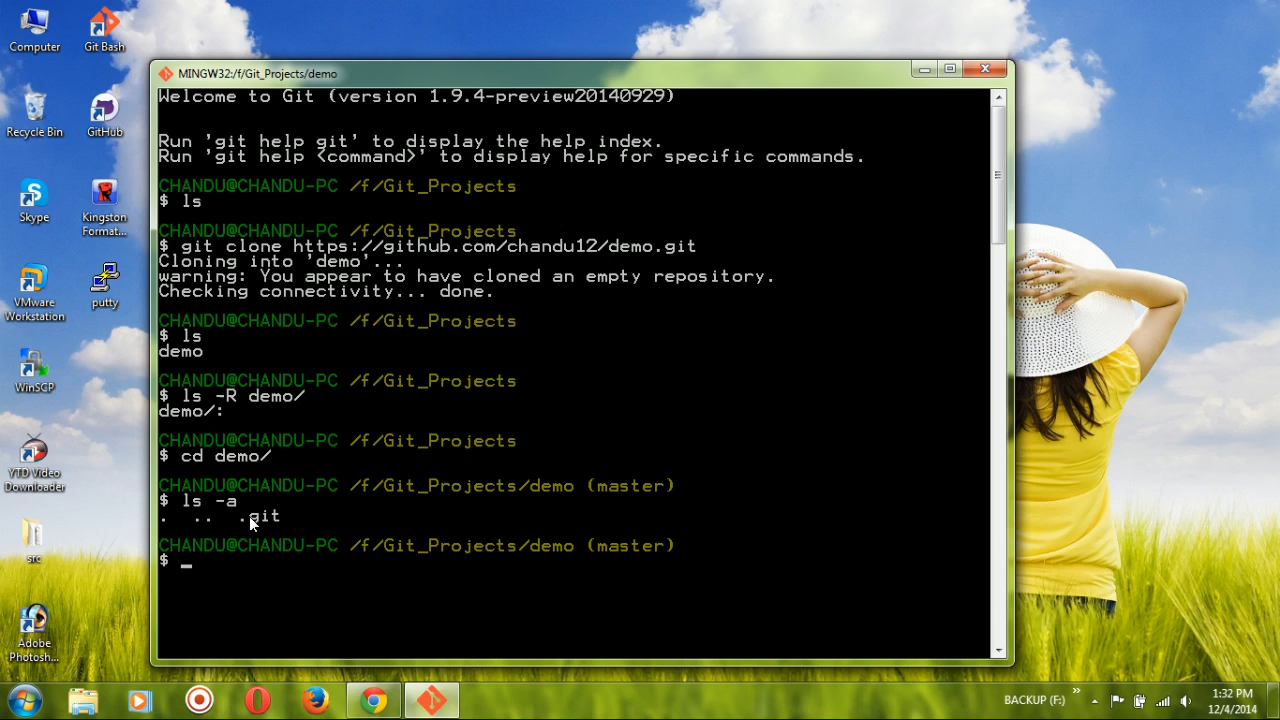 Computer
Git Bash
Recycle Bin
GitHub
Skype
Kingston
Format...
VMware
Workstation
putty
WinSCP
YTD Video
Downloader
src
Adobe
Photosh...
MINGW32:/f/Git_Projects/demo
Welcome to Git (version 1.9.4-preview20140929)
Run 'git help git' to display the help index.
Run 'git help <command>' to display help for specific commands.
CHANDU@CHANDU-PC /f/Git_Projects
$ ls
CHANDU@CHANDU-PC /f/Git_Projects
$ git clone https://github.com/chandu12/demo.git
Cloning into 'demo'...
warning: You appear to have cloned an empty repository.
Checking connectivity... done.
CHANDU@CHANDU-PC /f/Git_Projects
$ ls
demo
CHANDU@CHANDU-PC /f/Git_Projects
$ ls -R demo/
demo/:
CHANDU@CHANDU-PC /f/Git_Projects
$ cd demo/
CHANDU@CHANDU-PC /f/Git_Projects/demo (master)
$ ls -a
. .. .git
CHANDU@CHANDU-PC /f/Git_Projects/demo (master)
$ _
BACKUP (F:)
1:32 PM
12/4/2014